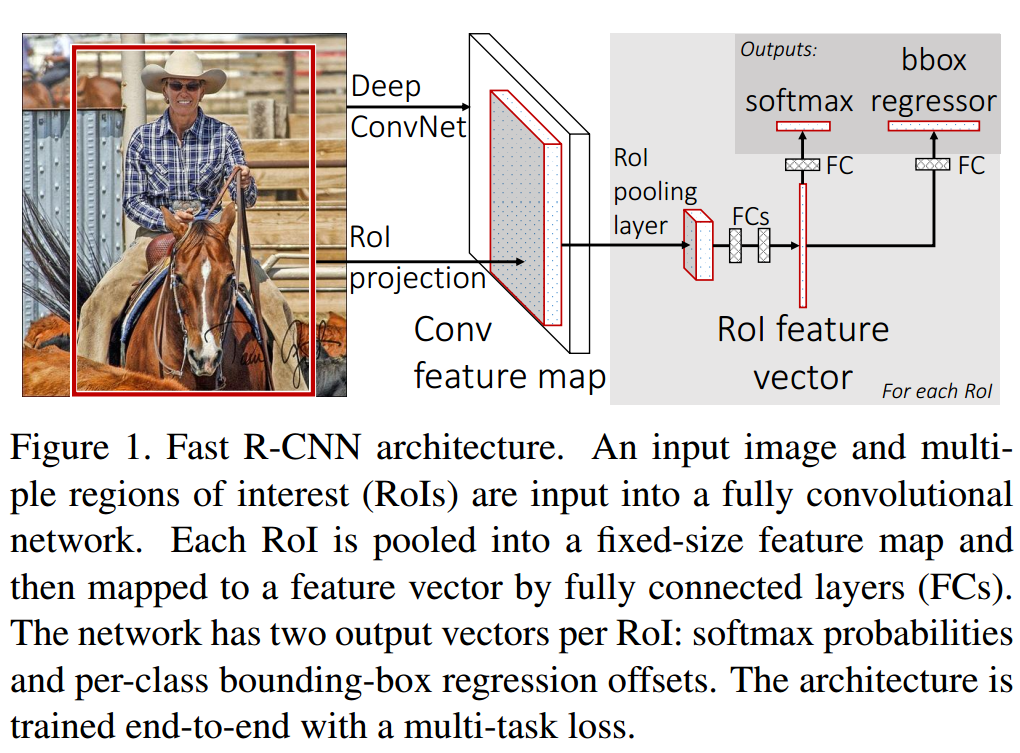 Outputs:
bbox
softmax regressor
Deep
ConvNet
FC
FC
RoI
pooling
layer
FCs
RoI
projection
Conv
feature map
RoI feature
vector
For each RoI
Figure 1. Fast R-CNN architecture. An input image and multi-
ple regions of interest (RoIs) are input into a fully convolutional
network. Each RoI is pooled into a fixed-size feature map and
then mapped to a feature vector by fully connected layers (FCs).
The network has two output vectors per RoI: softmax probabilities
and per-class bounding-box regression offsets. The architecture is
trained end-to-end with a multi-task loss.